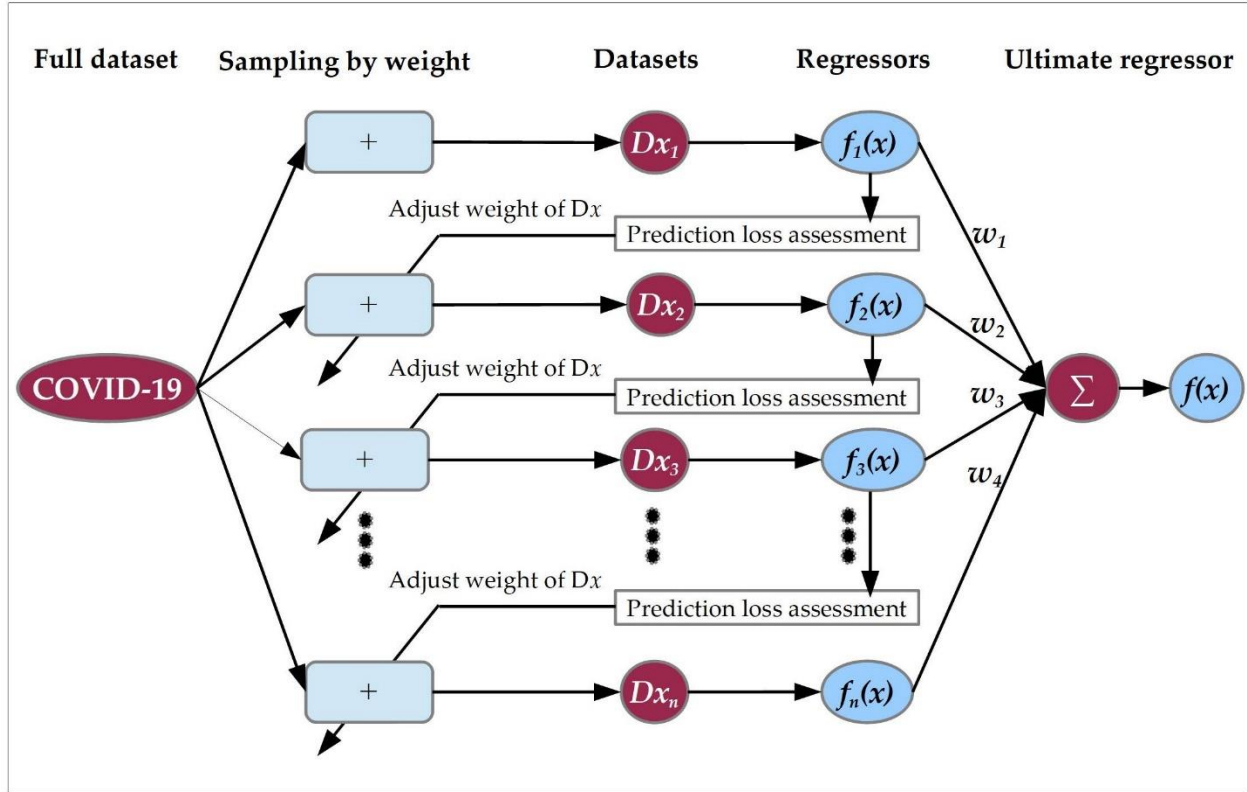 Full dataset
Sampling by weight
Datasets
Regressors
Ultimate regressor
+
Dx₁
f₁(x)
Adjust weight of Dx
Prediction loss assessment
w₁
+
Dx₂
f₂(x)
w₂
Adjust weight of Dx
Prediction loss assessment
COVID-19
∑
f(x)
w₃
+
Dx₃
f₃(x)
w₄
Adjust weight of Dx
Prediction loss assessment
+
Dxₙ
fₙ(x)